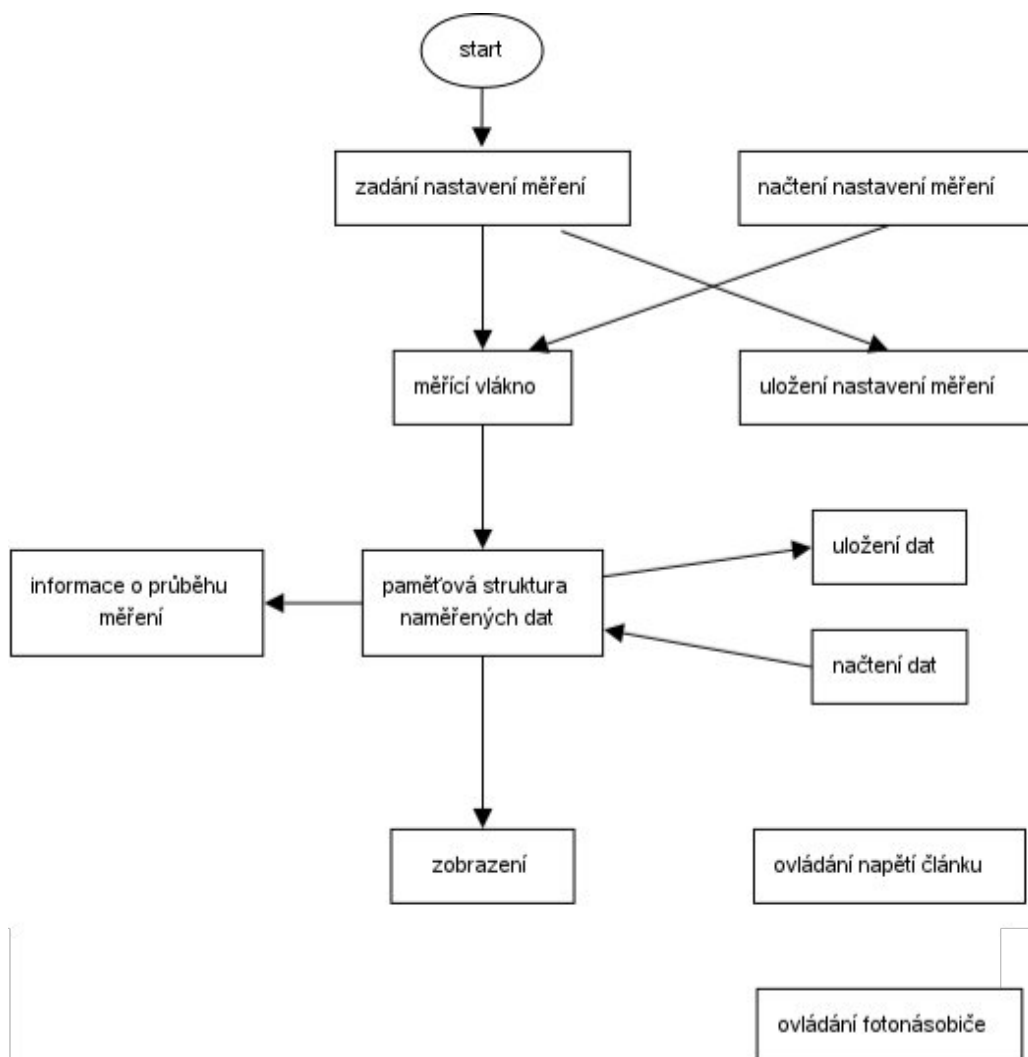 start
zadání nastavení měření
načtení nastavení měření
měřící vlákno
uložení nastavení měření
informace o průběhu
měření
paměťová struktura
naměřených dat
uložení dat
načtení dat
zobrazení
ovládání napětí článku
ovládání fotonásobiče